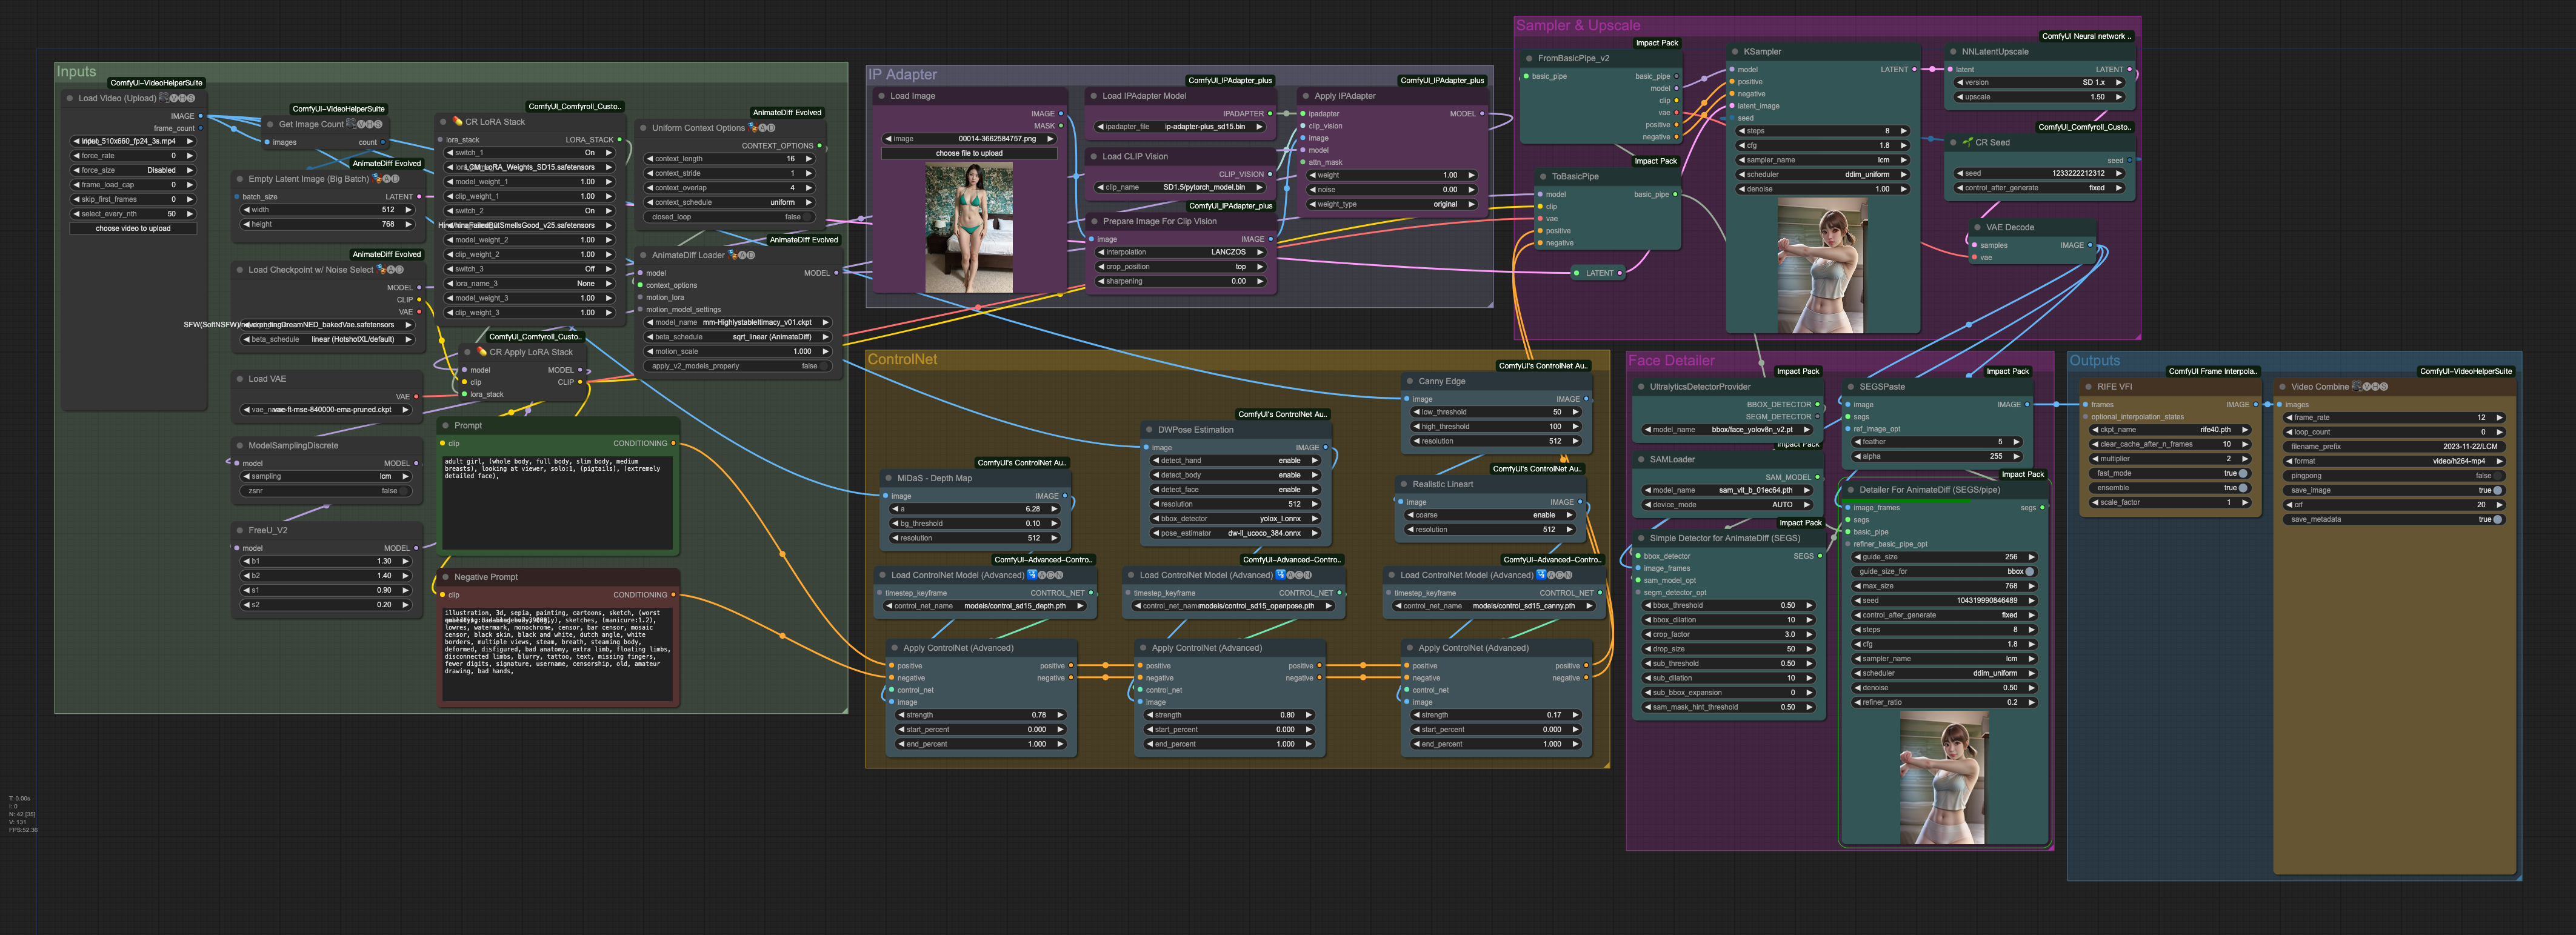 Inputs
ComfyUI-VideoHelperSuite
Load Video (Upload)
IMAGE
frame_count
input_510x660_fp24_3s.mp4
force_rate 0
force_size Disabled
frame_load_cap 0
skip_first_frames 0
select_every_nth 50
choose video to upload
ComfyUI-VideoHelperSuite
Get Image Count
images count
AnimateDiff Evolved
Empty Latent Image (Big Batch)
batch_size LATENT
width 512
height 768
AnimateDiff Evolved
Load Checkpoint w/ Noise Select
MODEL
CLIP
VAE
beta_schedule linear (HotshotXL/default)
Load VAE
VAE
vae-ft-mse-840000-ema-pruned.ckpt
ModelSamplingDiscrete
model MODEL
sampling lcm
zsnr false
FreeU_V2
model MODEL
b1 1.30
b2 1.40
s1 0.90
s2 0.20
ComfyUI_Comfyroll_Custo..
CR LoRA Stack
lora_stack LORA_STACK
switch_1 On
LCM_LoRA_Weights_SD15.safetensors
model_weight_1 1.00
clip_weight_1 1.00
switch_2 On
model_weight_2 1.00
clip_weight_2 1.00
switch_3 Off
lora_name_3 None
model_weight_3 1.00
clip_weight_3 1.00
ComfyUI_Comfyroll_Custo..
CR Apply LoRA Stack
model MODEL
clip CLIP
lora_stack
Prompt
clip CONDITIONING
adult girl, (whole body, full body, slim body, medium
breasts), looking at viewer, solo:1, (pigtails), (extremely
detailed face),
Negative Prompt
clip CONDITIONING
illustration, 3d, sepia, painting, cartoons, sketch, (worst
sketches, (manicure:1.2),
lowres, watermark, monochrome, censor, bar censor, mosaic
censor, black skin, black and white, dutch angle, white
borders, multiple views, steam, breath, steaming body,
deformed, disfigured, bad anatomy, extra limb, floating limbs,
disconnected limbs, blurry, tattoo, text, missing fingers,
fewer digits, signature, username, censorship, old, amateur
drawing, bad hands,
AnimateDiff Evolved
Uniform Context Options
CONTEXT_OPTIONS
context_length 16
context_stride 1
context_overlap 4
context_schedule uniform
closed_loop false
AnimateDiff Evolved
AnimateDiff Loader
model MODEL
context_options
motion_lora
motion_model_settings
model_name mm-Highlystableltimacy_v01.ckpt
beta_schedule sqrt_linear (AnimateDiff)
motion_scale 1.000
apply_v2_models_properly false
IP Adapter
Load Image
IMAGE
MASK
image 00014-3662584757.png
choose file to upload
ComfyUI_IPAdapter_plus
Load IPAdapter Model
IPADAPTER
ipadapter_file ip-adapter-plus_sd15.bin
Load CLIP Vision
CLIP_VISION
clip_name SD1.5/pytorch_model.bin
ComfyUI_IPAdapter_plus
Prepare Image For Clip Vision
image IMAGE
interpolation LANCZOS
crop_position top
sharpening 0.00
ComfyUI_IPAdapter_plus
Apply IPAdapter
ipadapter MODEL
clip_vision
image
model
attn_mask
weight 1.00
noise 0.00
weight_type original
ControlNet
ComfyUI's ControlNet Au..
MiDaS - Depth Map
image IMAGE
a 6.28
bg_threshold 0.10
resolution 512
ComfyUI's ControlNet Au..
DWPose Estimation
image IMAGE
detect_hand enable
detect_body enable
detect_face enable
resolution 512
bbox_detector yolox_l.onnx
pose_estimator dw-ll_ucoco_384.onnx
ComfyUI's ControlNet Au..
Canny Edge
image IMAGE
low_threshold 50
high_threshold 100
resolution 512
ComfyUI's ControlNet Au..
Realistic Lineart
image IMAGE
coarse enable
resolution 512
ComfyUI-Advanced-Contro..
Load ControlNet Model (Advanced)
timestep_keyframe CONTROL_NET
control_net_name models/control_sd15_depth.pth
ComfyUI-Advanced-Contro..
Load ControlNet Model (Advanced)
timestep_keyframe CONTROL_NET
control_net_name models/control_sd15_openpose.pth
ComfyUI-Advanced-Contro..
Load ControlNet Model (Advanced)
timestep_keyframe CONTROL_NET
control_net_name models/control_sd15_canny.pth
Apply ControlNet (Advanced)
positive positive
negative negative
control_net
image
strength 0.78
start_percent 0.000
end_percent 1.000
Apply ControlNet (Advanced)
positive positive
negative negative
control_net
image
strength 0.80
start_percent 0.000
end_percent 1.000
Apply ControlNet (Advanced)
positive positive
negative negative
control_net
image
strength 0.17
start_percent 0.000
end_percent 1.000
Sampler & Upscale
Impact Pack
FromBasicPipe_v2
basic_pipe basic_pipe
model
clip
vae
positive
negative
Impact Pack
ToBasicPipe
model basic_pipe
clip
vae
positive
negative
LATENT
KSampler
model LATENT
positive
negative
latent_image
seed
steps 8
cfg 1.8
sampler_name lcm
scheduler ddim_uniform
denoise 1.00
ComfyUI Neural network ..
NNLatentUpscale
latent LATENT
version SD 1.x
upscale 1.50
ComfyUI_Comfyroll_Custo..
CR Seed
seed
seed 1233222212312
control_after_generate fixed
VAE Decode
samples IMAGE
vae
Face Detailer
Impact Pack
UltralyticsDetectorProvider
BBOX_DETECTOR
SEGM_DETECTOR
model_name bbox/face_yolov8n_v2.pt
Impact Pack
SAMLoader
SAM_MODEL
model_name sam_vit_b_01ec64.pth
device_mode AUTO
Impact Pack
Simple Detector for AnimateDiff (SEGS)
bbox_detector SEGS
image_frames
sam_model_opt
segm_detector_opt
bbox_threshold 0.50
bbox_dilation 10
crop_factor 3.0
drop_size 50
sub_threshold 0.50
sub_dilation 10
sub_bbox_expansion 0
sam_mask_hint_threshold 0.50
Impact Pack
SEGSPaste
image IMAGE
segs
ref_image_opt
feather 5
alpha 255
Impact Pack
Detailer For AnimateDiff (SEGS/pipe)
image_frames segs
segs
basic_pipe
refiner_basic_pipe_opt
guide_size 256
guide_size_for bbox
max_size 768
seed 104319990846489
control_after_generate fixed
steps 8
cfg 1.8
sampler_name lcm
scheduler ddim_uniform
denoise 0.50
refiner_ratio 0.2
Outputs
ComfyUI Frame Interpola..
RIFE VFI
frames IMAGE
optional_interpolation_states
ckpt_name rife40.pth
clear_cache_after_n_frames 10
multiplier 2
fast_mode true
ensemble true
scale_factor 1
ComfyUI-VideoHelperSuite
Video Combine
images
frame_rate 12
loop_count 0
filename_prefix 2023-11-22/LCM
format video/h264-mp4
pingpong false
save_image true
crf 20
save_metadata true
T: 0.00s
I: 0
N: 42 [35]
V: 131
FPS:52.36